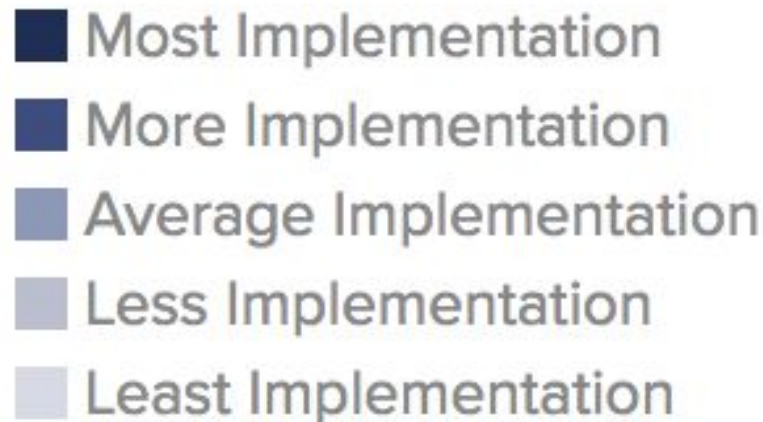 Most Implementation
More Implementation
Average Implementation
Less Implementation
Least Implementation